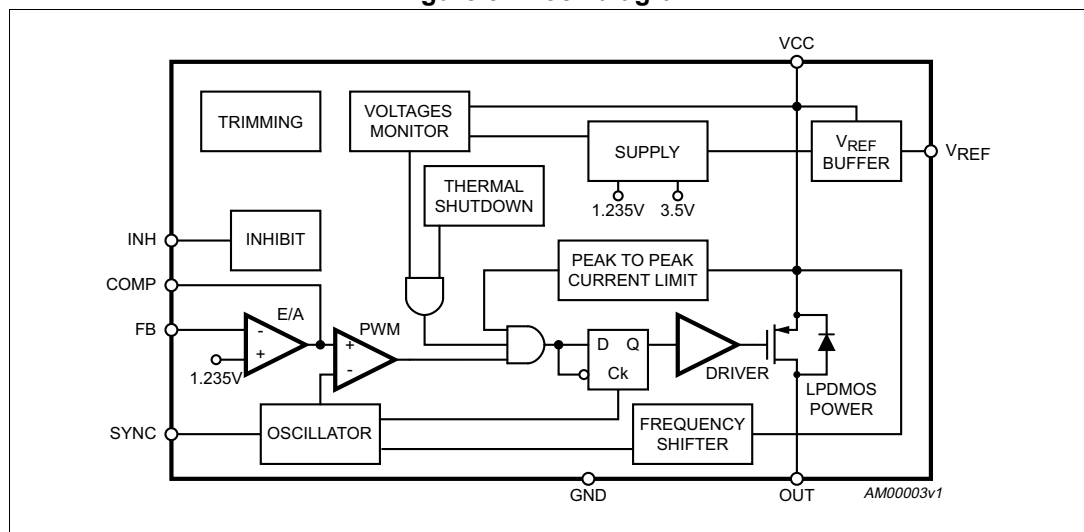 VCC
TRIMMING
VOLTAGES
MONITOR
SUPPLY
VREF
BUFFER
VREF
THERMAL
SHUTDOWN
1.235V
3.5V
INH
INHIBIT
COMP
PEAK TO PEAK
CURRENT LIMIT
E/A
PWM
FB
-
+
+
-
1.235V
D Q
Ck
DRIVER
LPDMOS
POWER
SYNC
OSCILLATOR
FREQUENCY
SHIFTER
GND
OUT
AM00003v1